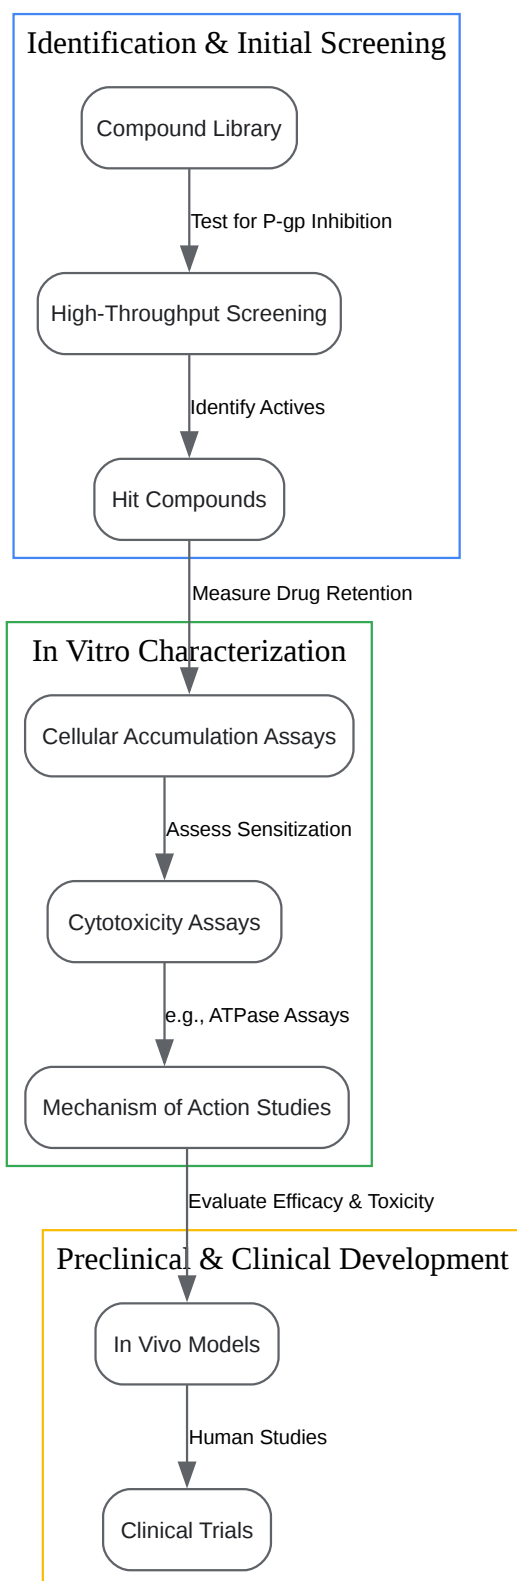 Identification & Initial Screening
Compound Library
Test for P-gp Inhibition
High-Throughput Screening
Identify Actives
Hit Compounds
Measure Drug Retention
In Vitro Characterization
Cellular Accumulation Assays
Assess Sensitization
Cytotoxicity Assays
e.g., ATPase Assays
Mechanism of Action Studies
Evaluate Efficacy & Toxicity
Preclinical & Clinical Development
In Vivo Models
Human Studies
Clinical Trials